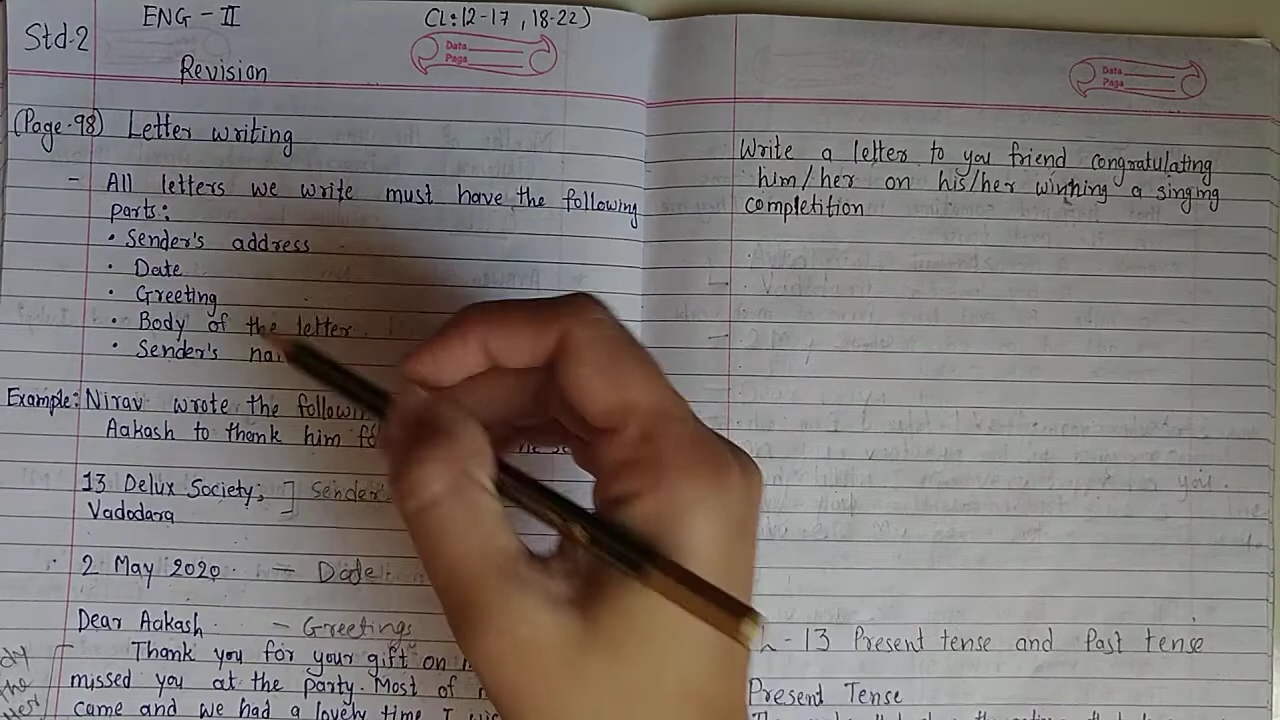 Std-2
ENG - II
CL:12-17, 18-22)
Data
Page
Data
Page
Revision
(Page-98) Letter writing
- All letters we write must have the following
parts:
• Sender's address
• Date
• Greeting
• Body of the letter
• Sender's
Example: Nirav wrote the
Aakash to thank him
13 Delux Society; ] Sender's
Vadodara
2 May 2020 - Date
Dear Aakash - Greetings
Thank you for your gift on
missed you at the party. Most of
came and we had a lovely time I
Write a letter to you friend congratulating
him/her on his/her winning a singing
completition
- 13 Present tense and Past tense
Present Tense